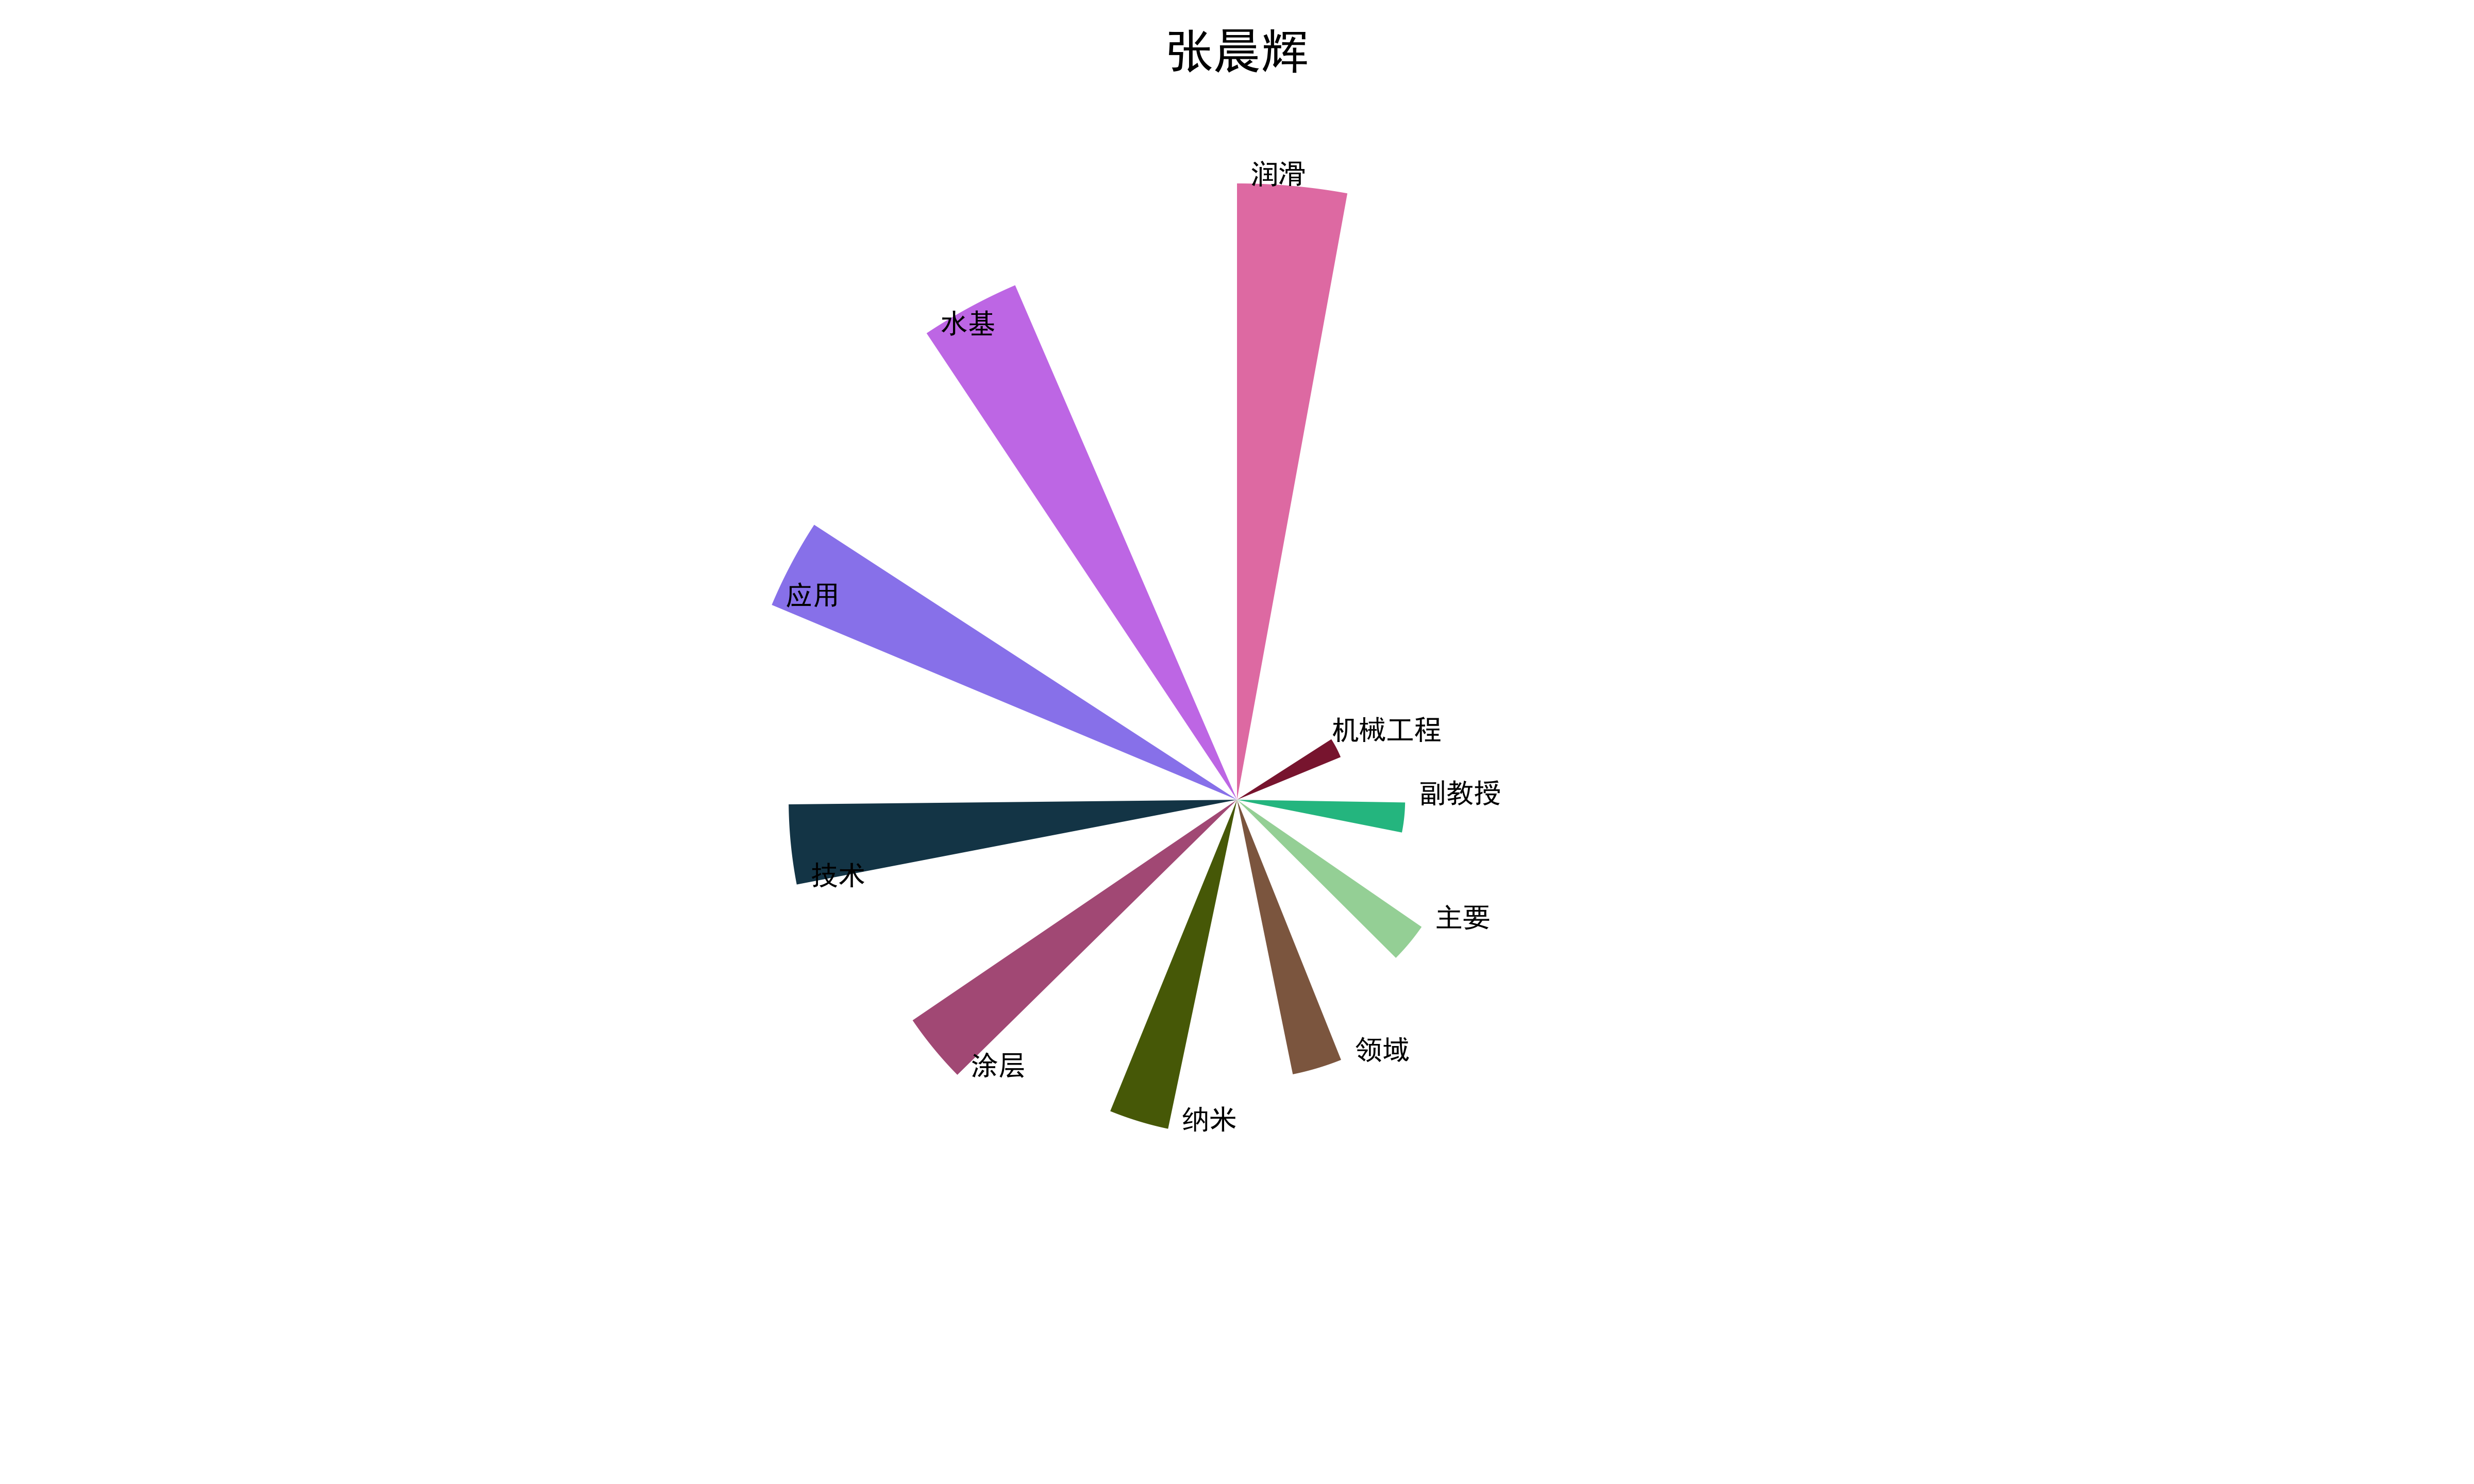 张晨辉
润滑
水基
应用
机械工程
副教授
技术
主要
领域
涂层
纳米